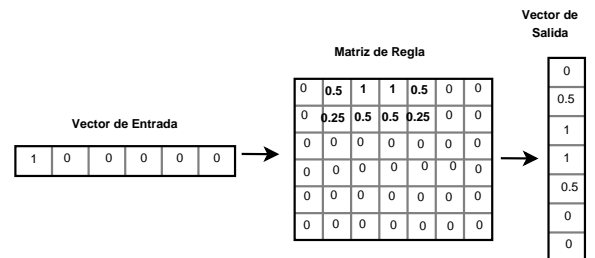 Vector de Salida
Matriz de Regla
Vector de Entrada
1 0 0 0 0 0
0 0.5 1 1 0.5 0 0
0 0.25 0.5 0.5 0.25 0 0
0 0 0 0 0 0 0
0 0 0 0 0 0 0
0 0 0 0 0 0 0
0 0 0 0 0 0 0
0
0.5
1
1
0.5
0
0